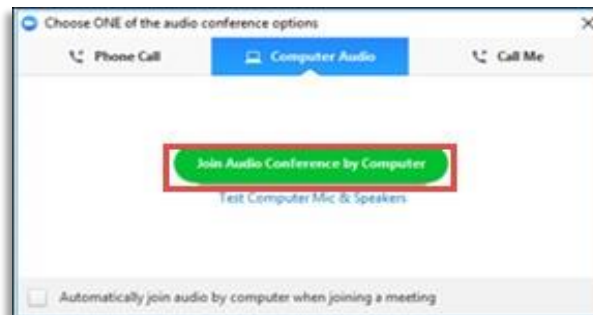 Choose ONE of the audio conference options
Phone Call
Computer Audio
Call Me
Join Audio Conference by Computer
Test Computer Mic & Speakers
Automatically join audio by computer when joining a meeting